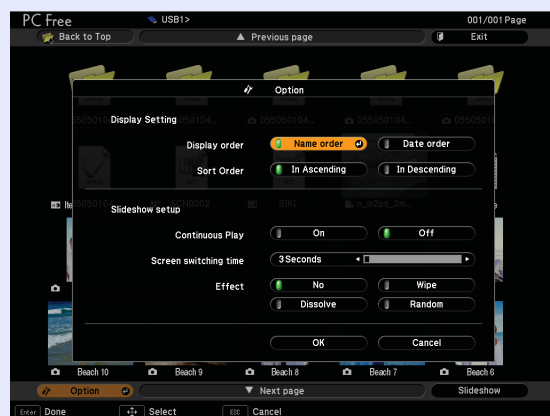 PC Free
USB1>
001/001 Page
Back to Top
Previous page
Exit
Option
Display Setting
Display order
Name order
Date order
Sort Order
In Ascending
In Descending
Slideshow setup
Continuous Play
On
Off
Screen switching time
3Seconds
Effect
No
Wipe
Dissolve
Random
OK
Cancel
Beach 10
Beach 9
Beach 8
Beach 7
Beach 6
Option
Next page
Slideshow
Enter Done
Select
ESC Cancel